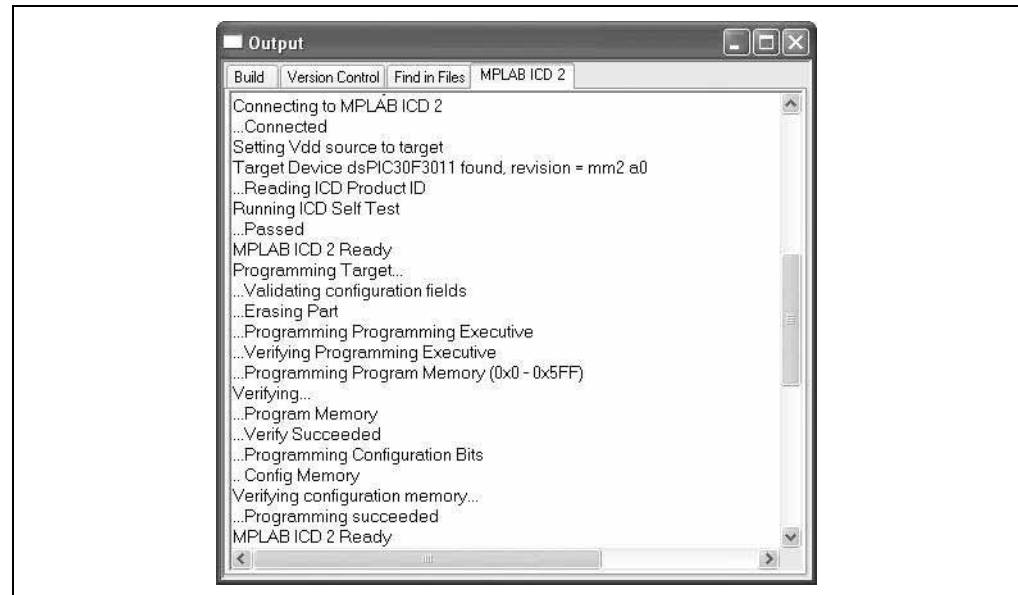 Output
Build Version Control Find in Files MPLAB ICD 2
Connecting to MPLAB ICD 2
...Connected
Setting Vdd source to target
Target Device dsPIC30F3011 found, revision = mm2 a0
...Reading ICD Product ID
Running ICD Self Test
...Passed
MPLAB ICD 2 Ready
Programming Target...
...Validating configuration fields
...Erasing Part
...Programming Programming Executive
...Verifying Programming Executive
...Programming Program Memory (0x0 - 0x5FF)
Verifying...
...Program Memory
...Verify Succeeded
...Programming Configuration Bits
.. Config Memory
Verifying configuration memory...
...Programming succeeded
MPLAB ICD 2 Ready